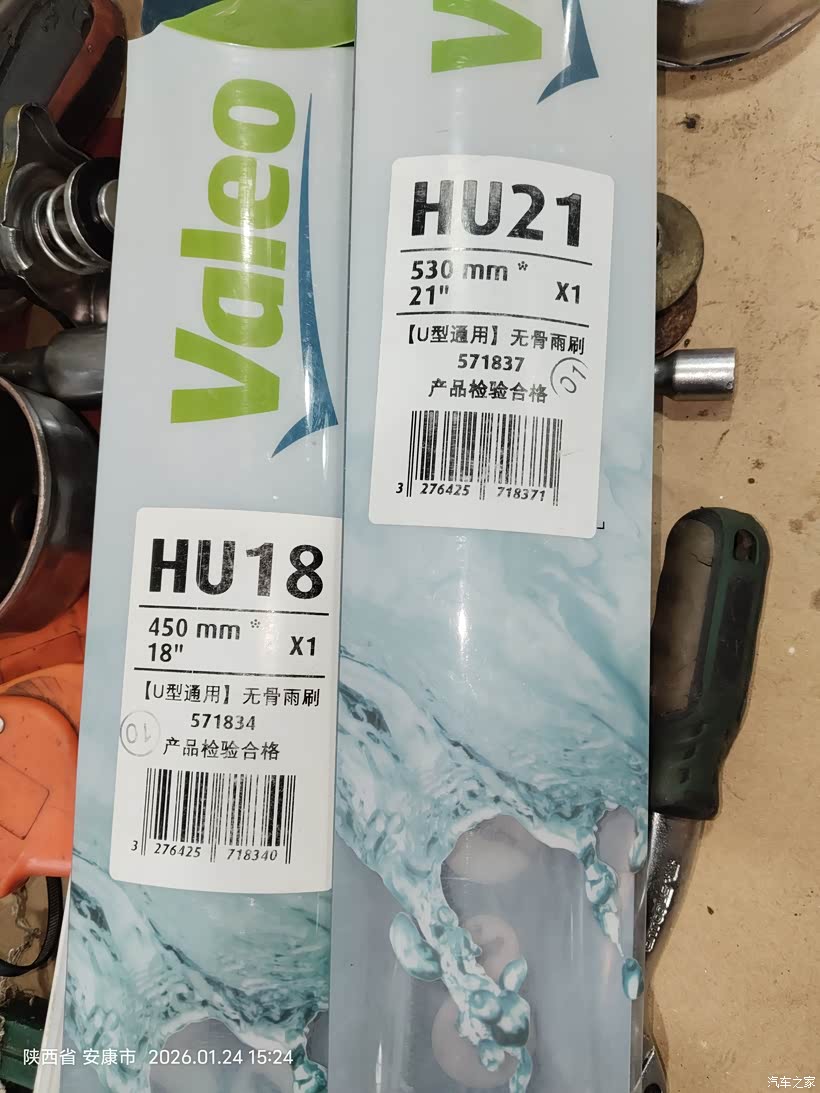 Valeo
HU21
530 mm *
21" X1
【U型通用】无骨雨刷
571837
产品检验合格
01
3 276425 718371
HU18
450 mm *
18" X1
【U型通用】无骨雨刷
571834
10
产品检验合格
3 276425 718340
陕西省 安康市 2026.01.24 15:24
汽车之家